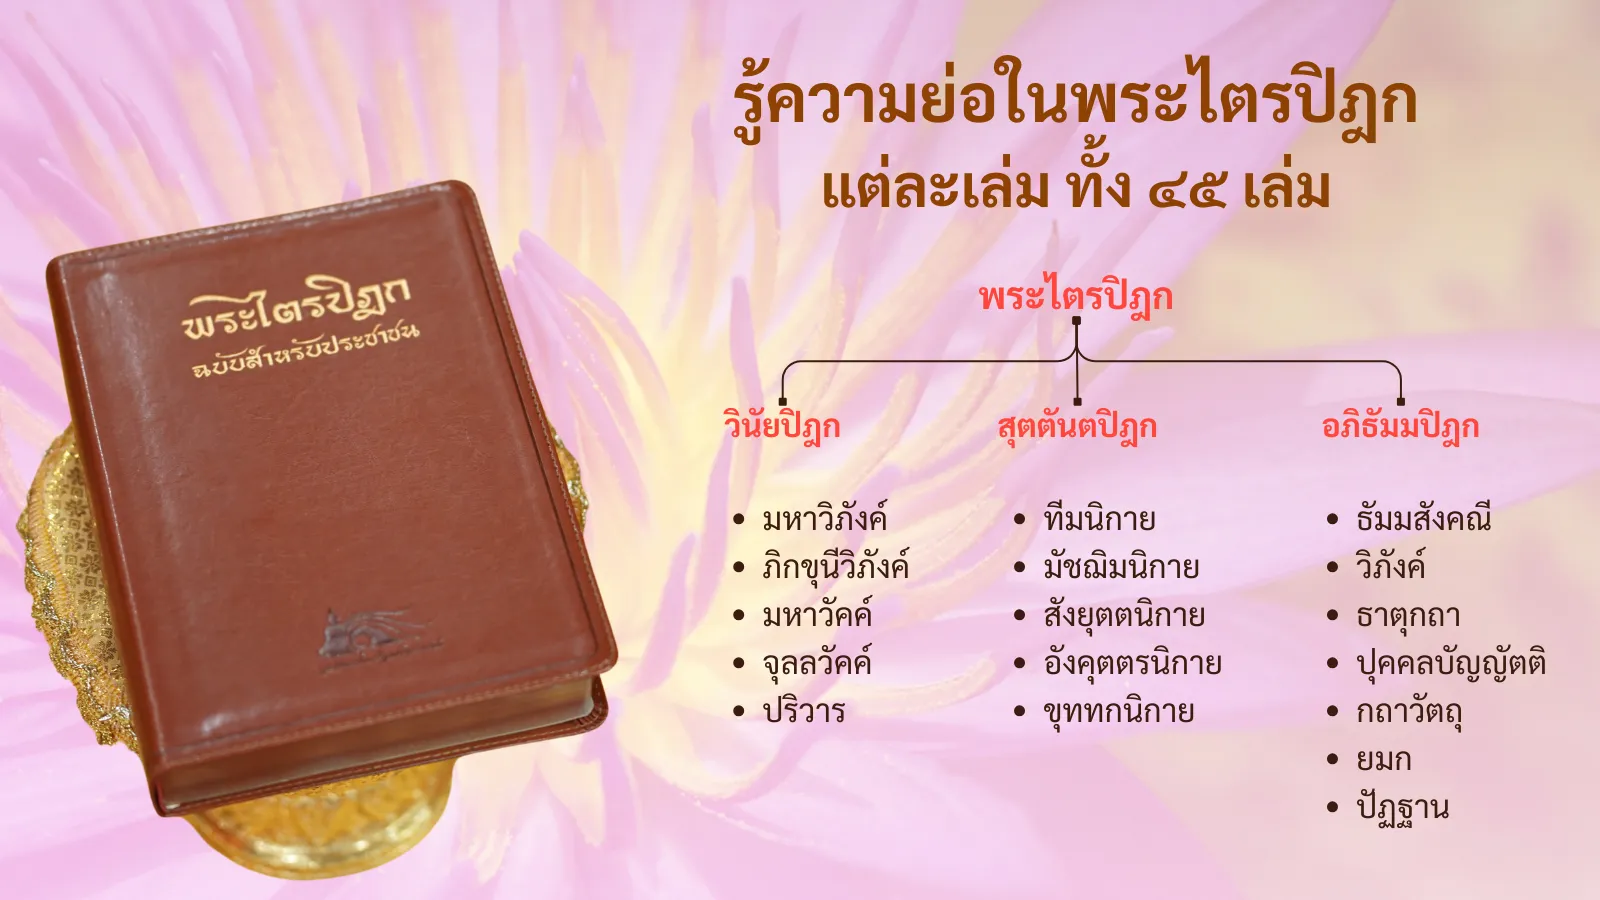 รู้ความย่อในพระไตรปิฎก
แต่ละเล่ม ทั้ง ๔๕ เล่ม
พระไตรปิฎก
ฉบับสำหรับประชาชน
พระไตรปิฎก
วินัยปิฎก
มหาวิภังค์
ภิกขุนีวิภังค์
มหาวัคค์
จุลลวัคค์
ปริวาร
สุตตันตปิฎก
ทีมนิกาย
มัชฌิมนิกาย
สังยุตตนิกาย
อังคุตตรนิกาย
ขุททกนิกาย
อภิธัมมปิฎก
ธัมมสังคณี
วิภังค์
ธาตุกถา
ปุคคลบัญญัตติ
กถาวัตถุ
ยมก
ปัฏฐาน